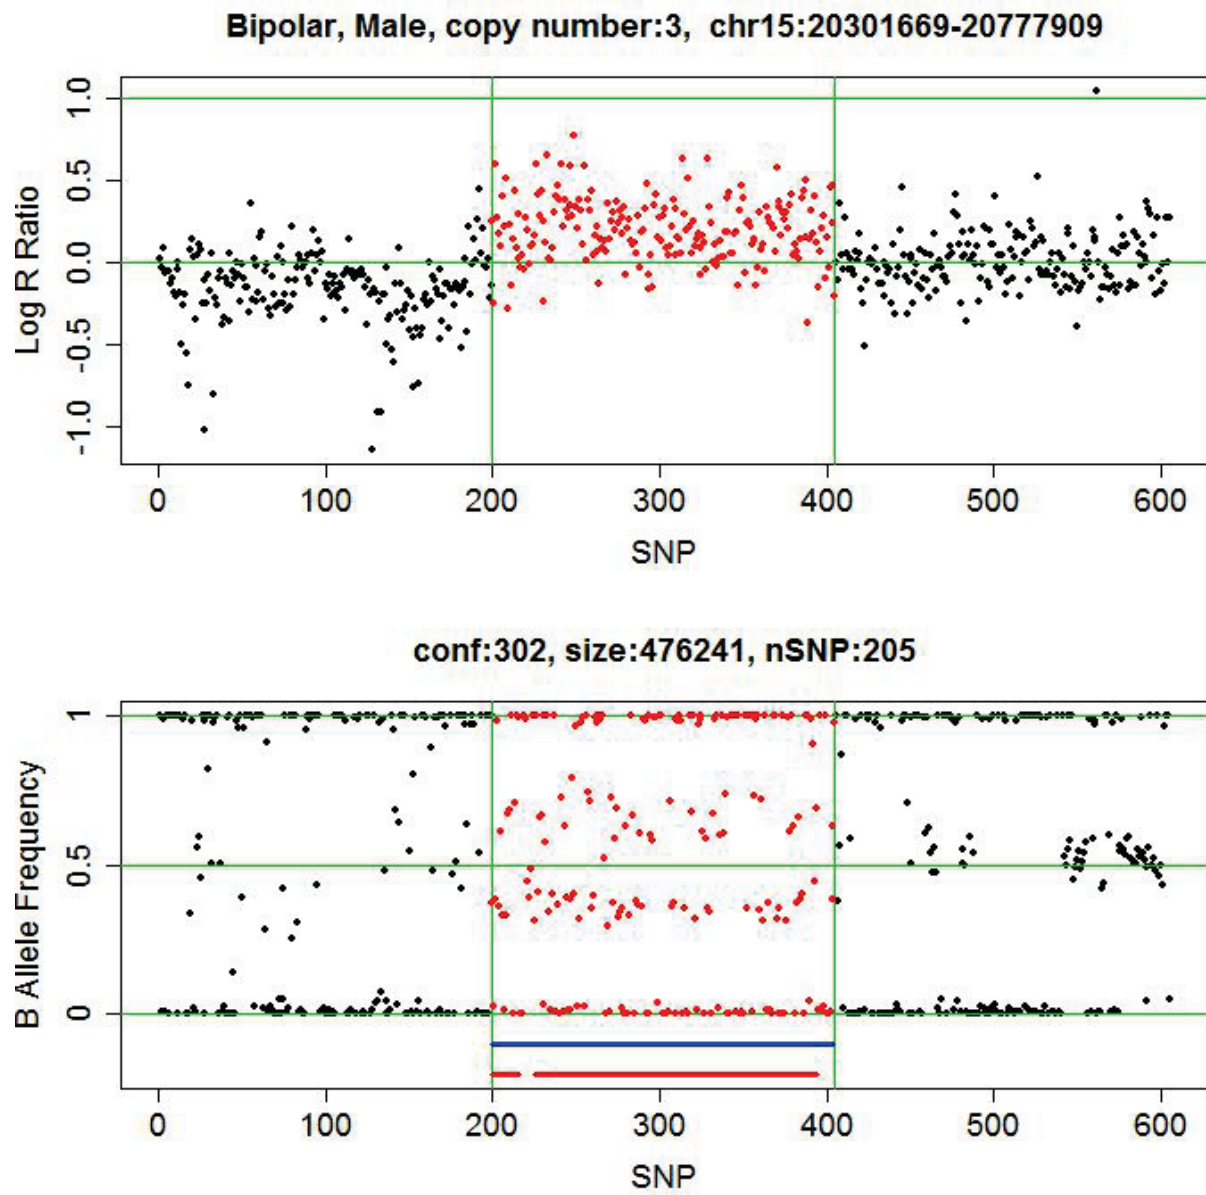 Bipolar, Male, copy number:3, chr15:20301669-20777909
Log R Ratio
1.0
0.5
0.0
-0.5
-1.0
0 100 200 300 400 500 600
SNP
conf:302, size:476241, nSNP:205
B Allele Frequency
1
0.5
0
0 100 200 300 400 500 600
SNP